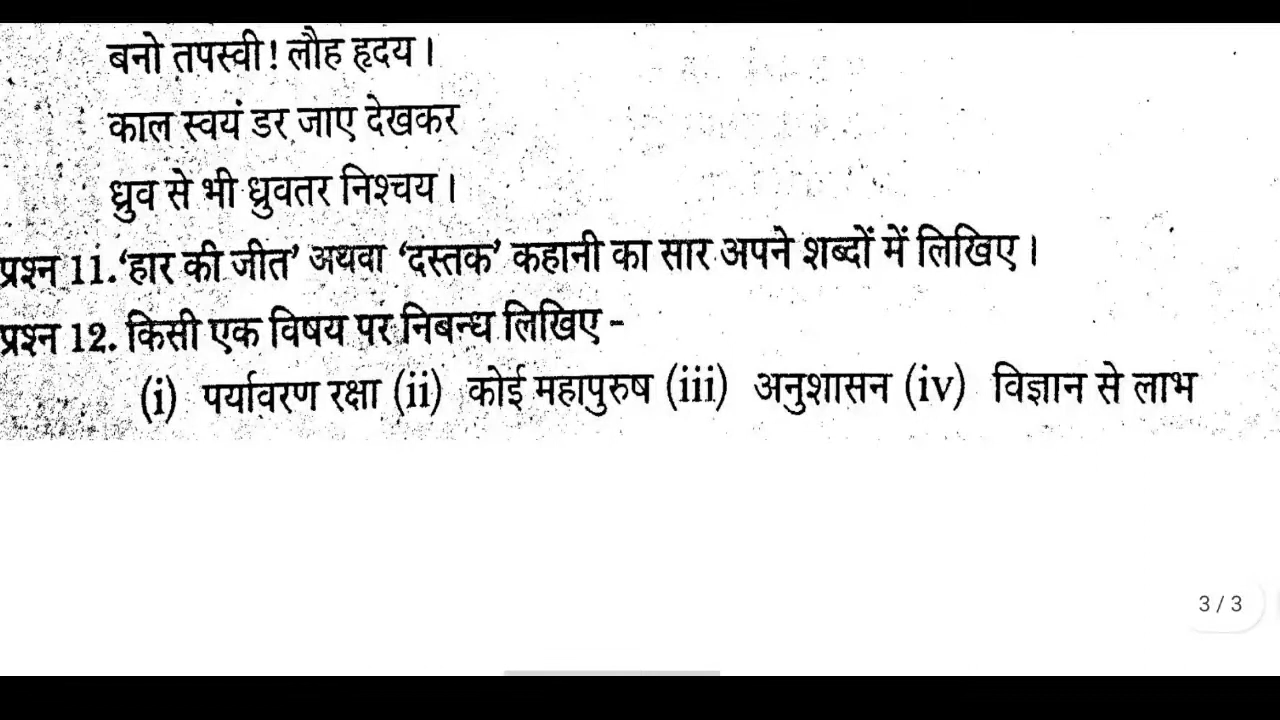 बनो तपस्वी! लौह हृदय।
काल स्वयं डर जाए देखकर
ध्रुव से भी ध्रुवतर निश्चय।
प्रश्न 11.‘हार की जीत’ अथवा ‘दस्तक’ कहानी का सार अपने शब्दों में लिखिए।
प्रश्न 12. किसी एक विषय पर निबन्ध लिखिए -
(i) पर्यावरण रक्षा (ii) कोई महापुरुष (iii) अनुशासन (iv) विज्ञान से लाभ
3 / 3